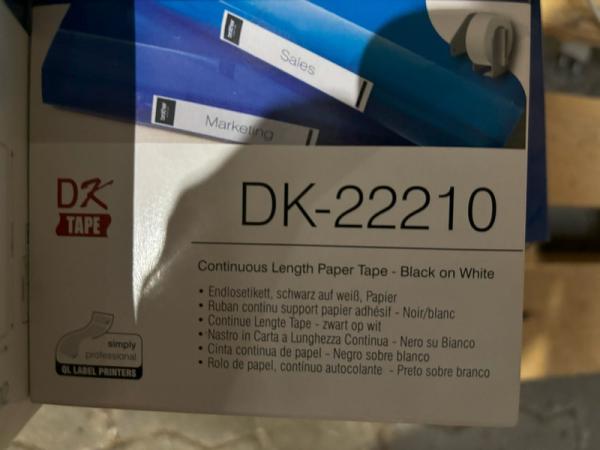 brother
Sales
brother
Marketing
DK
TAPE
DK-22210
Continuous Length Paper Tape - Black on White
• Endlosetikett, schwarz auf weiß, Papier
• Ruban continu support papier adhésif - Noir/blanc
• Continue Lengte Tape - zwart op wit
• Nastro in Carta a Lunghezza Continua - Nero su Bianco
• Cinta continua de papel - Negro sobre blanco
• Rolo de papel, contínuo autocolante - Preto sobre branco
simply
professional
QL LABEL PRINTERS